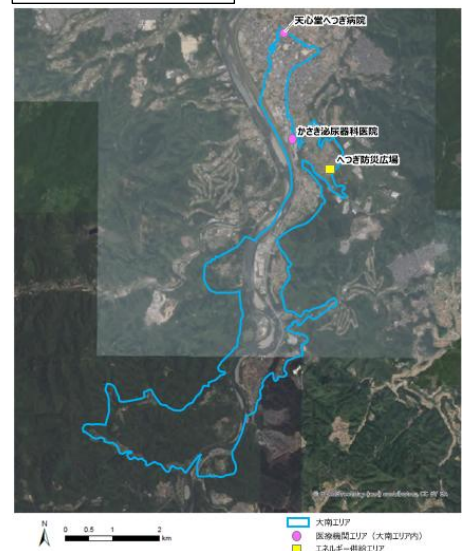 天心堂へつぎ病院
かさき泌尿器科医院
へつぎ防災広場
N
0 0.5 1 2
km
大南エリア
医療機関エリア（大南エリア内）
エネルギー供給エリア